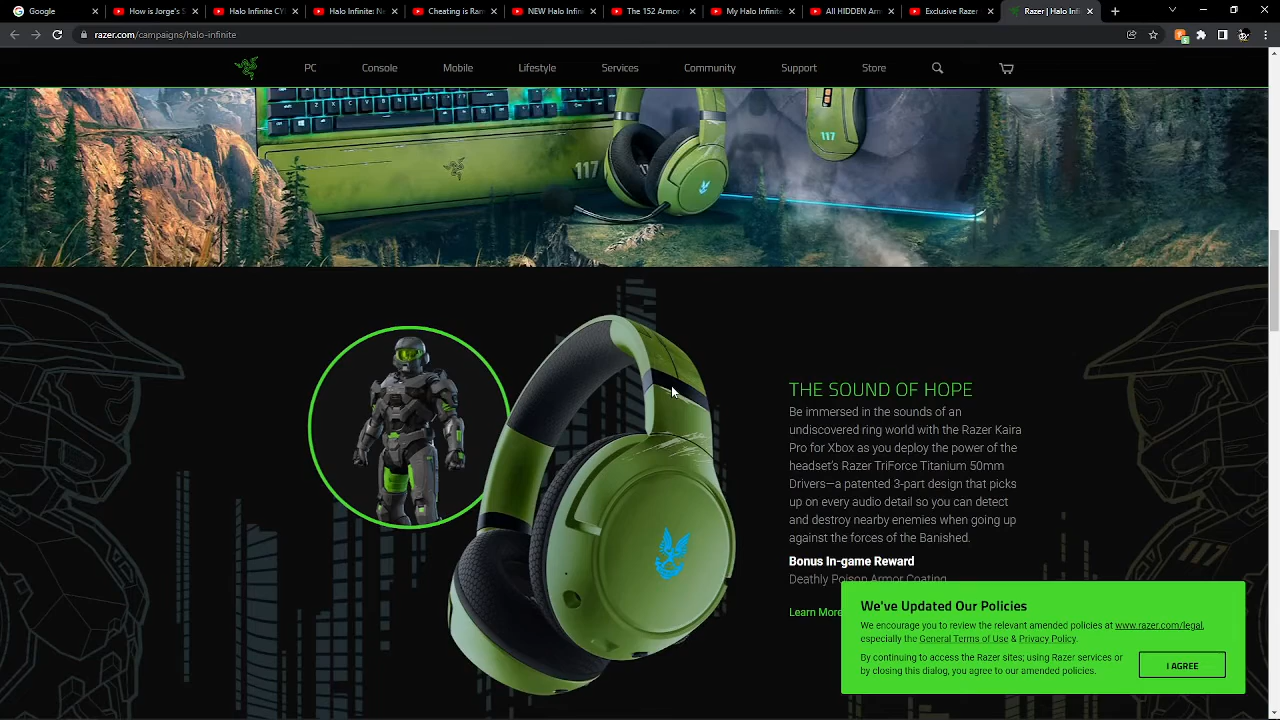 Google
How is Jorge's S
Halo Infinite CY
Halo Infinite: Ne
Cheating is Ram
NEW Halo Infin
The 152 Armor
My Halo Infinite
All HIDDEN Arm
Exclusive Razer
Razer | Halo Infi
razer.com/campaigns/halo-infinite
PC
Console
Mobile
Lifestyle
Services
Community
Support
Store
117
117
THE SOUND OF HOPE
Be immersed in the sounds of an
undiscovered ring world with the Razer Kaira
Pro for Xbox as you deploy the power of the
headset's Razer TriForce Titanium 50mm
Drivers—a patented 3-part design that picks
up on every audio detail so you can detect
and destroy nearby enemies when going up
against the forces of the Banished.
Bonus In-game Reward
Deathly Poison Armor Coating
Learn More
117
We've Updated Our Policies
We encourage you to review the relevant amended policies at www.razer.com/legal,
especially the General Terms of Use & Privacy Policy.
By continuing to access the Razer sites; using Razer services or
by closing this dialog, you agree to our amended policies.
I AGREE